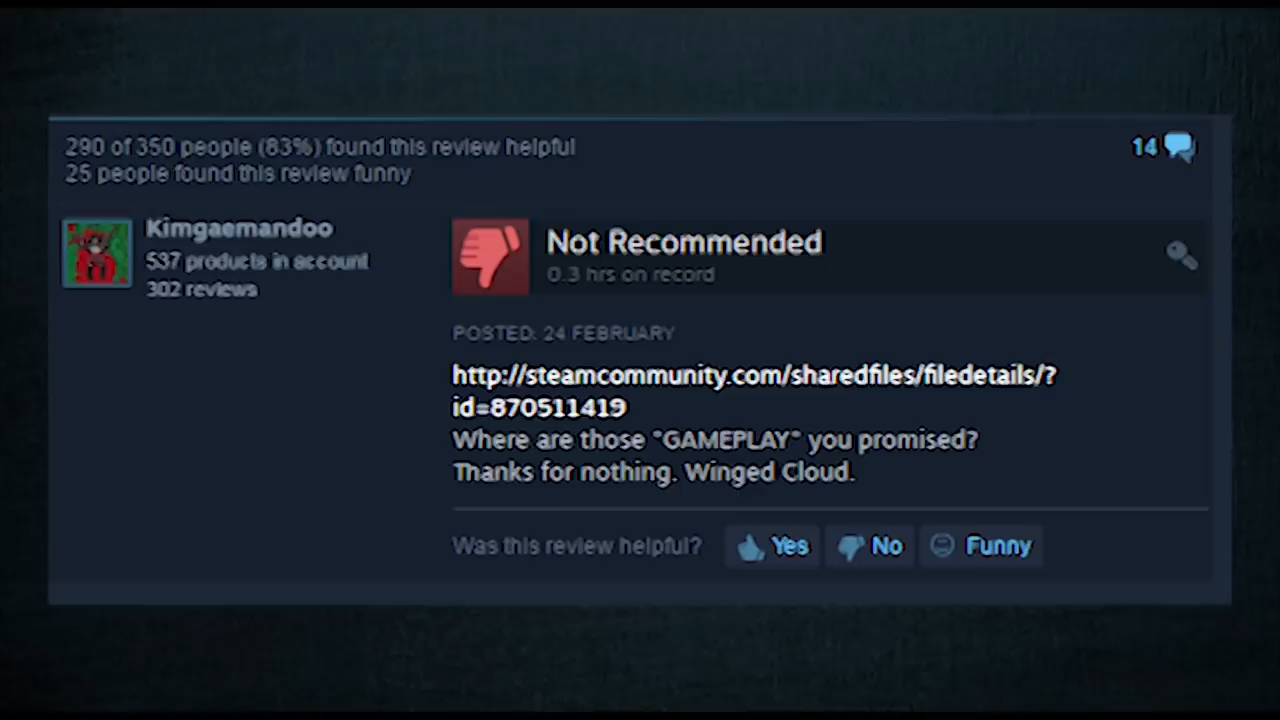 290 of 350 people (83%) found this review helpful
25 people found this review funny
14
Kimgaemandoo
537 products in account
302 reviews
Not Recommended
0.3 hrs on record
POSTED: 24 FEBRUARY
http://steamcommunity.com/sharedfiles/filedetails/?
id=870511419
Where are those "GAMEPLAY" you promised?
Thanks for nothing. Winged Cloud.
Was this review helpful?
Yes
No
Funny